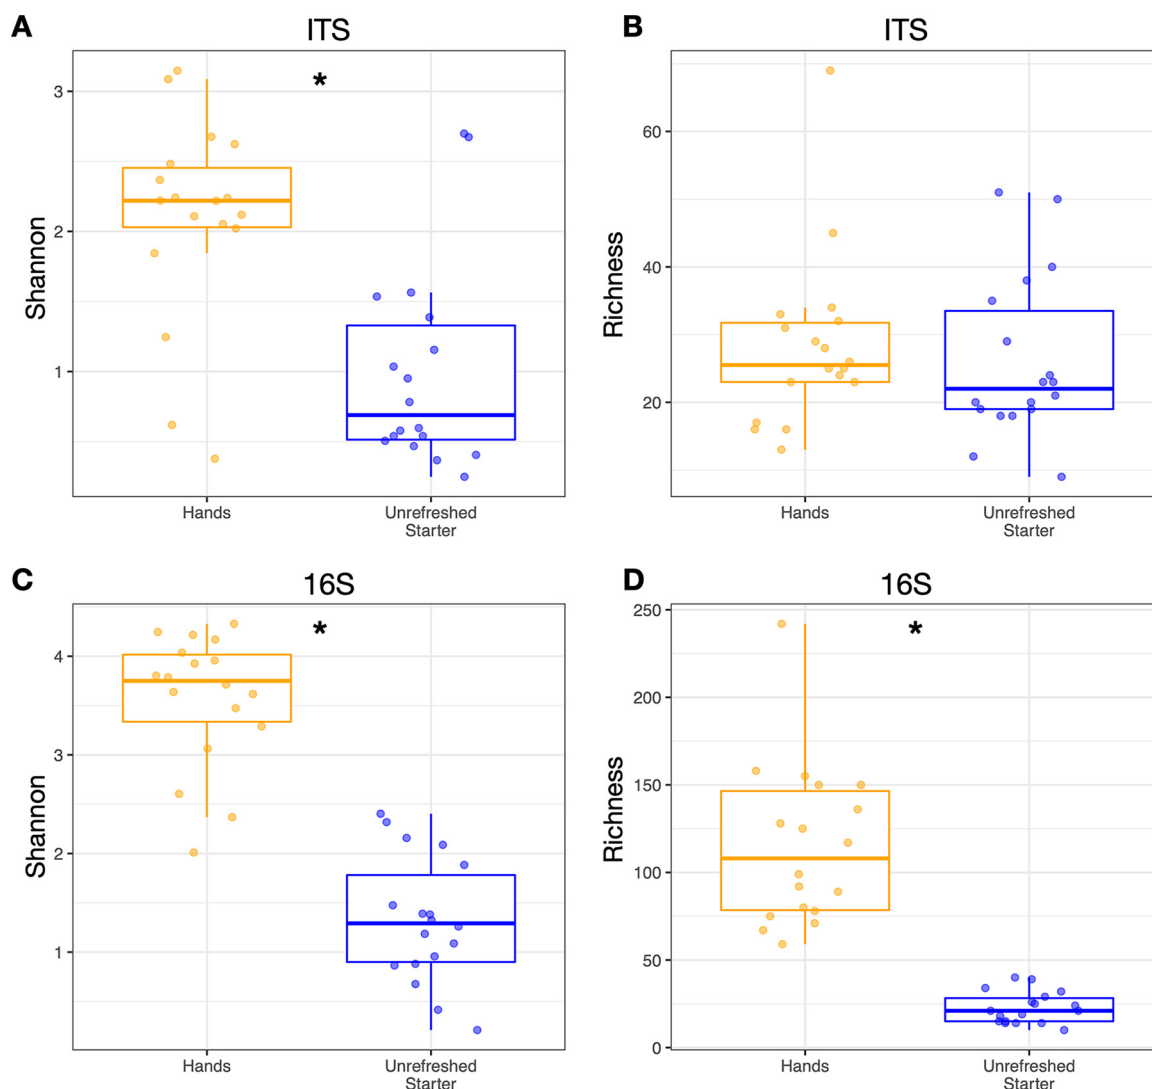 A
ITS
*
Shannon
3
2
1
Hands
Unrefreshed
Starter
B
ITS
Richness
60
40
20
Hands
Unrefreshed
Starter
C
16S
*
Shannon
4
3
2
1
Hands
Unrefreshed
Starter
D
16S
*
Richness
250
200
150
100
50
0
Hands
Unrefreshed
Starter